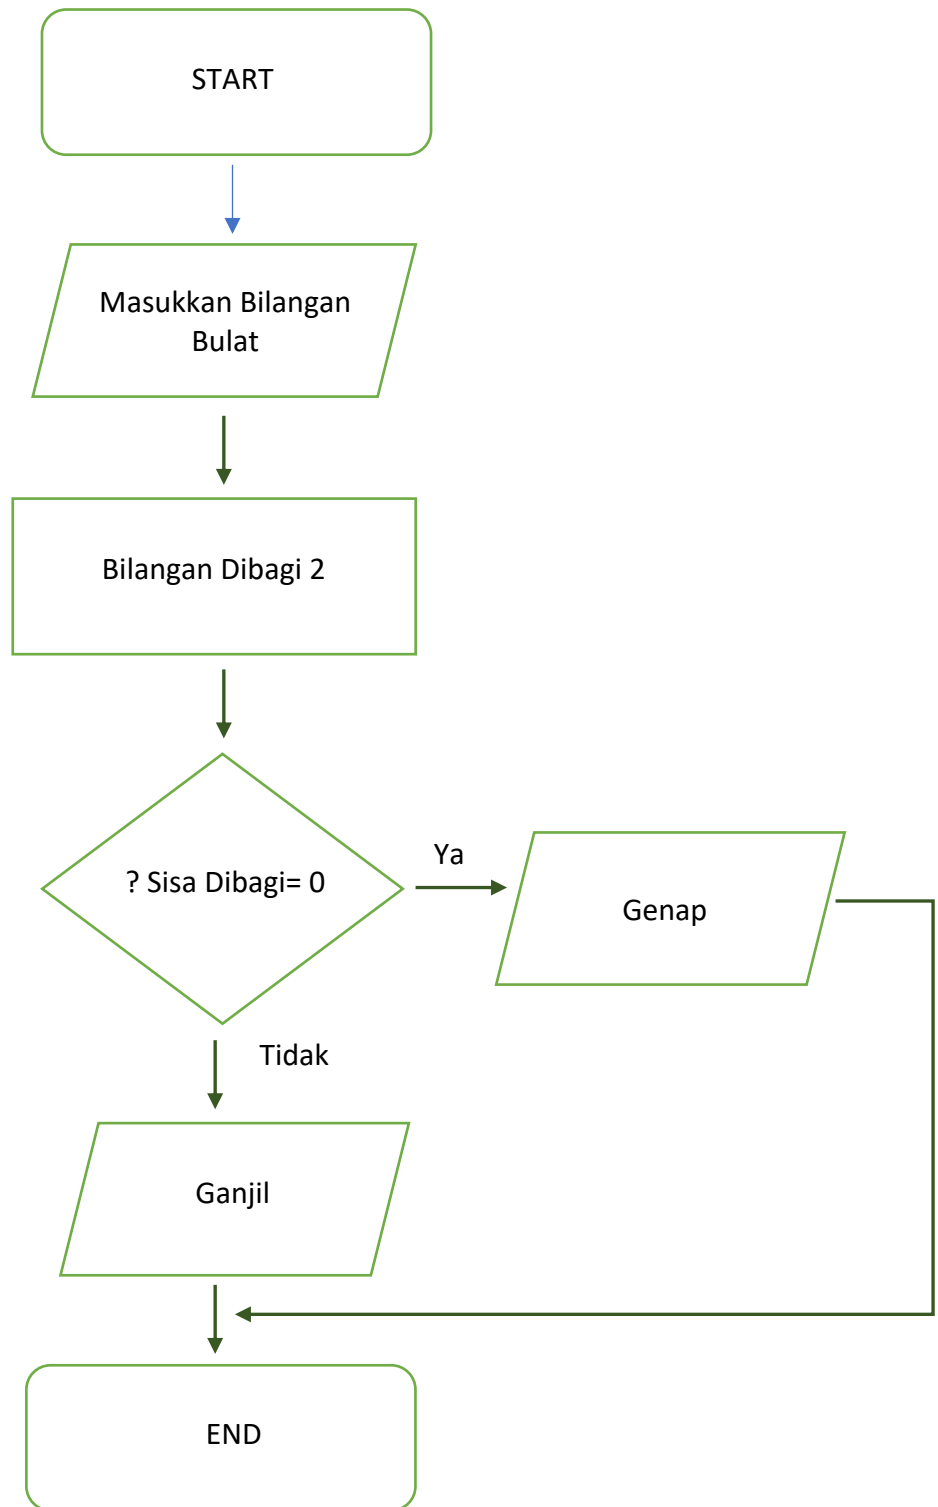 START
Masukkan Bilangan
Bulat
Bilangan Dibagi 2
? Sisa Dibagi= 0
Ya
Genap
Tidak
Ganjil
END